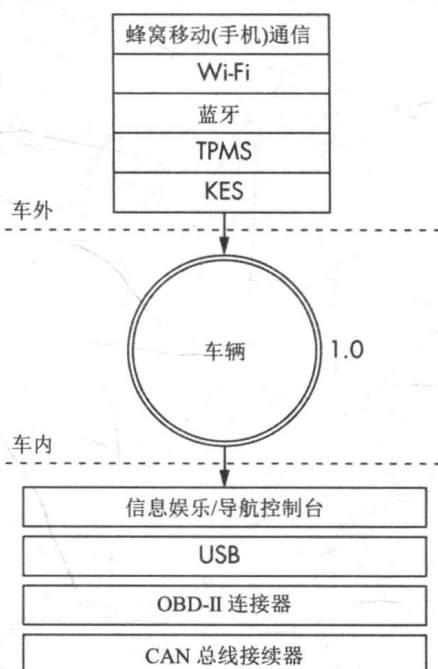 蜂窝移动(手机)通信
Wi-Fi
蓝牙
TPMS
KES
车外
车辆
1.0
车内
信息娱乐/导航控制台
USB
OBD-II 连接器
CAN 总线接续器